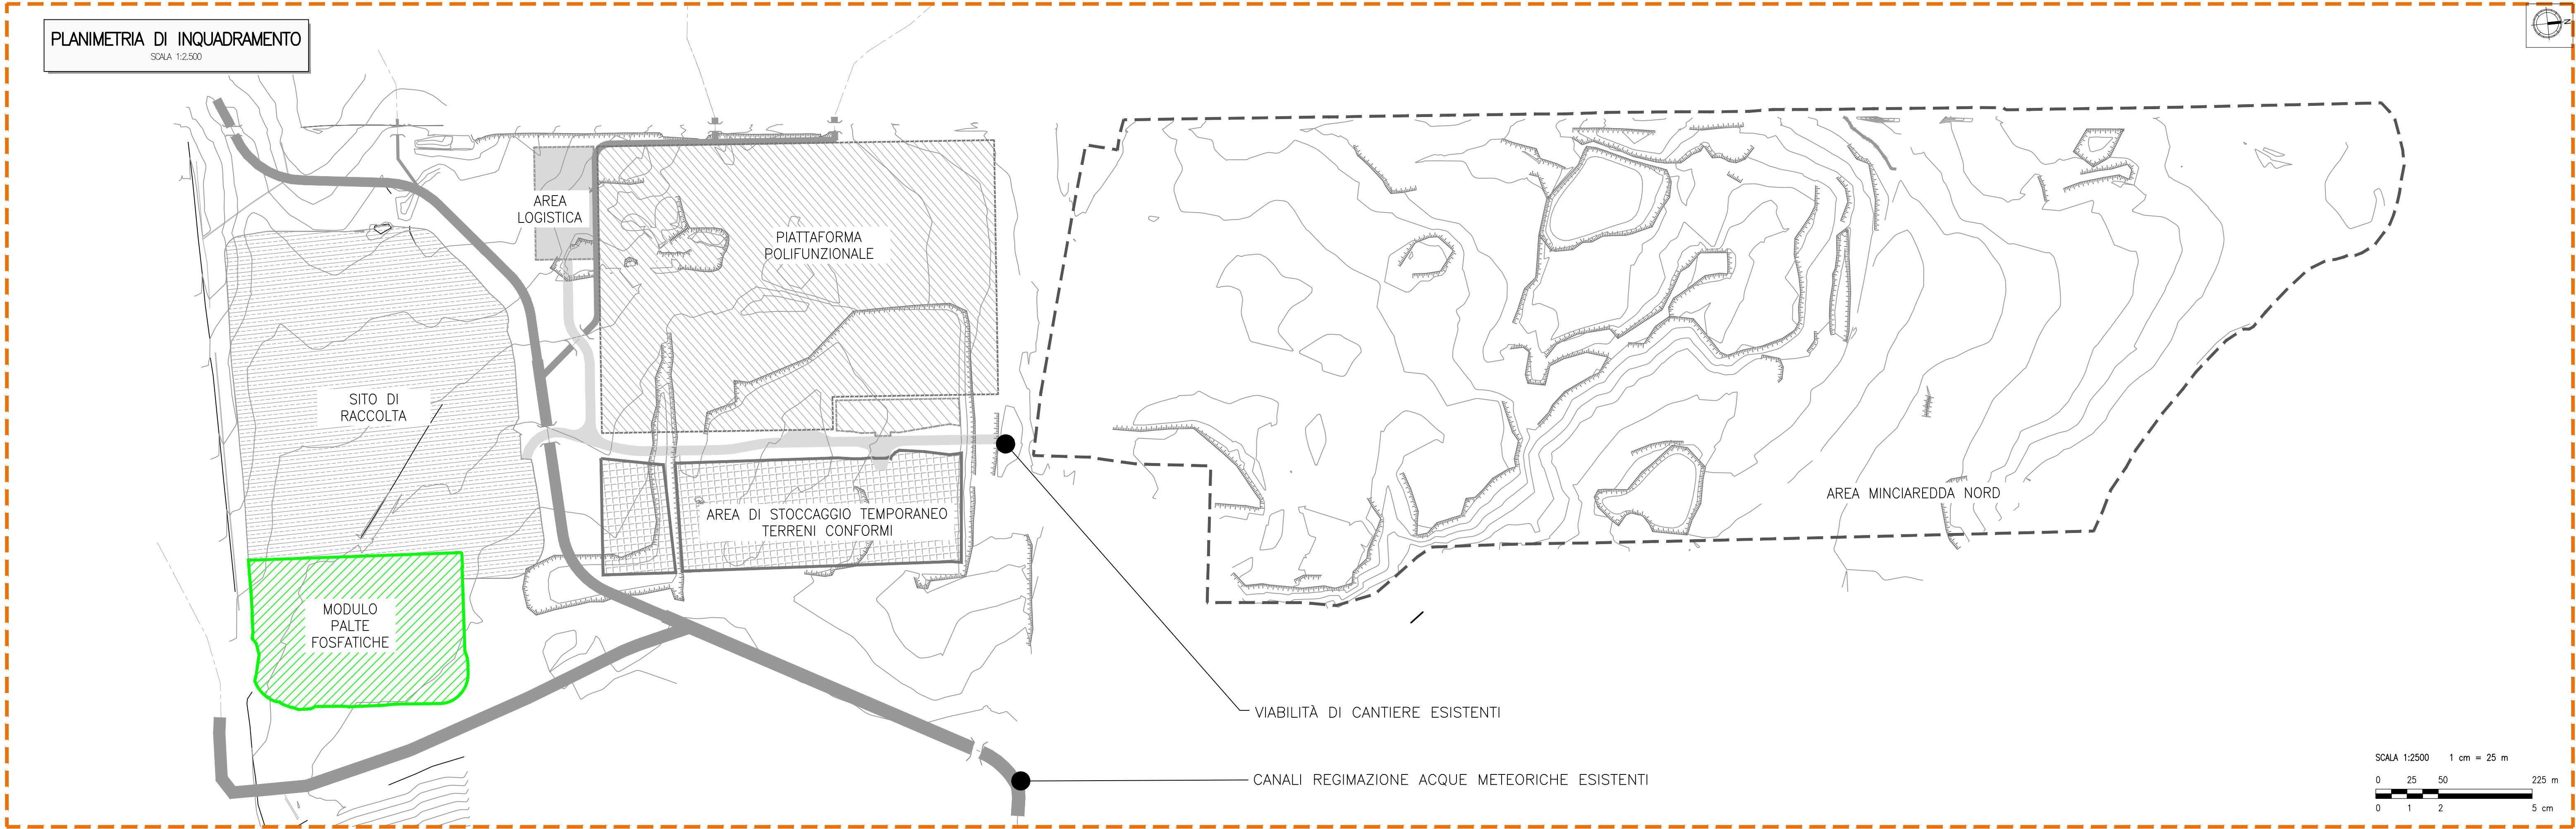 PLANIMETRIA DI INQUADRAMENTO
SCALA 1:2.500
N
AREA
LOGISTICA
PIATTAFORMA
POLIFUNZIONALE
SITO DI
RACCOLTA
AREA MINCIAREDDA NORD
AREA DI STOCCAGGIO TEMPORANEO
TERRENI CONFORMI
MODULO
PALTE
FOSFATICHE
VIABILITÀ DI CANTIERE ESISTENTI
CANALI REGIMAZIONE ACQUE METEORICHE ESISTENTI
SCALA 1:2500 1 cm = 25 m
0 25 50 225 m
0 1 2 5 cm